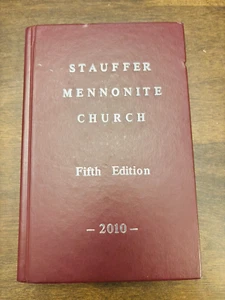 STAUFFER
MENNONITE
CHURCH
Fifth Edition
– 2010 –